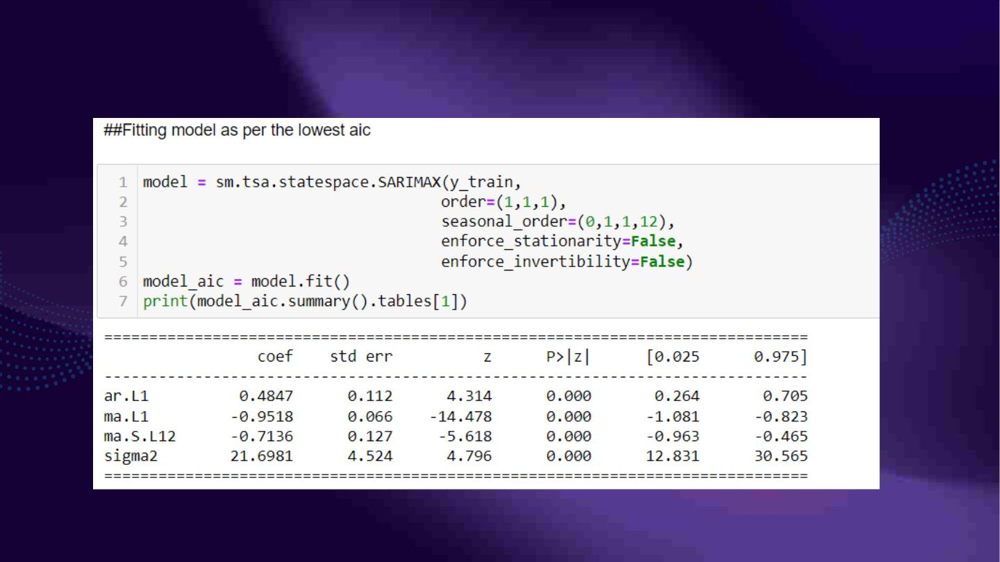 ##Fitting model as per the lowest aic
1 model = sm.tsa.statespace.SARIMAX(y_train,
2 order=(1,1,1),
3 seasonal_order=(0,1,1,12),
4 enforce_stationarity=False,
5 enforce_invertibility=False)
6 model_aic = model.fit()
7 print(model_aic.summary().tables[1])
==============================================================================
coef std err z P>|z| [0.025 0.975]
------------------------------------------------------------------------------
ar.L1 0.4847 0.112 4.314 0.000 0.264 0.705
ma.L1 -0.9518 0.066 -14.478 0.000 -1.081 -0.823
ma.S.L12 -0.7136 0.127 -5.618 0.000 -0.963 -0.465
sigma2 21.6981 4.524 4.796 0.000 12.831 30.565
==============================================================================